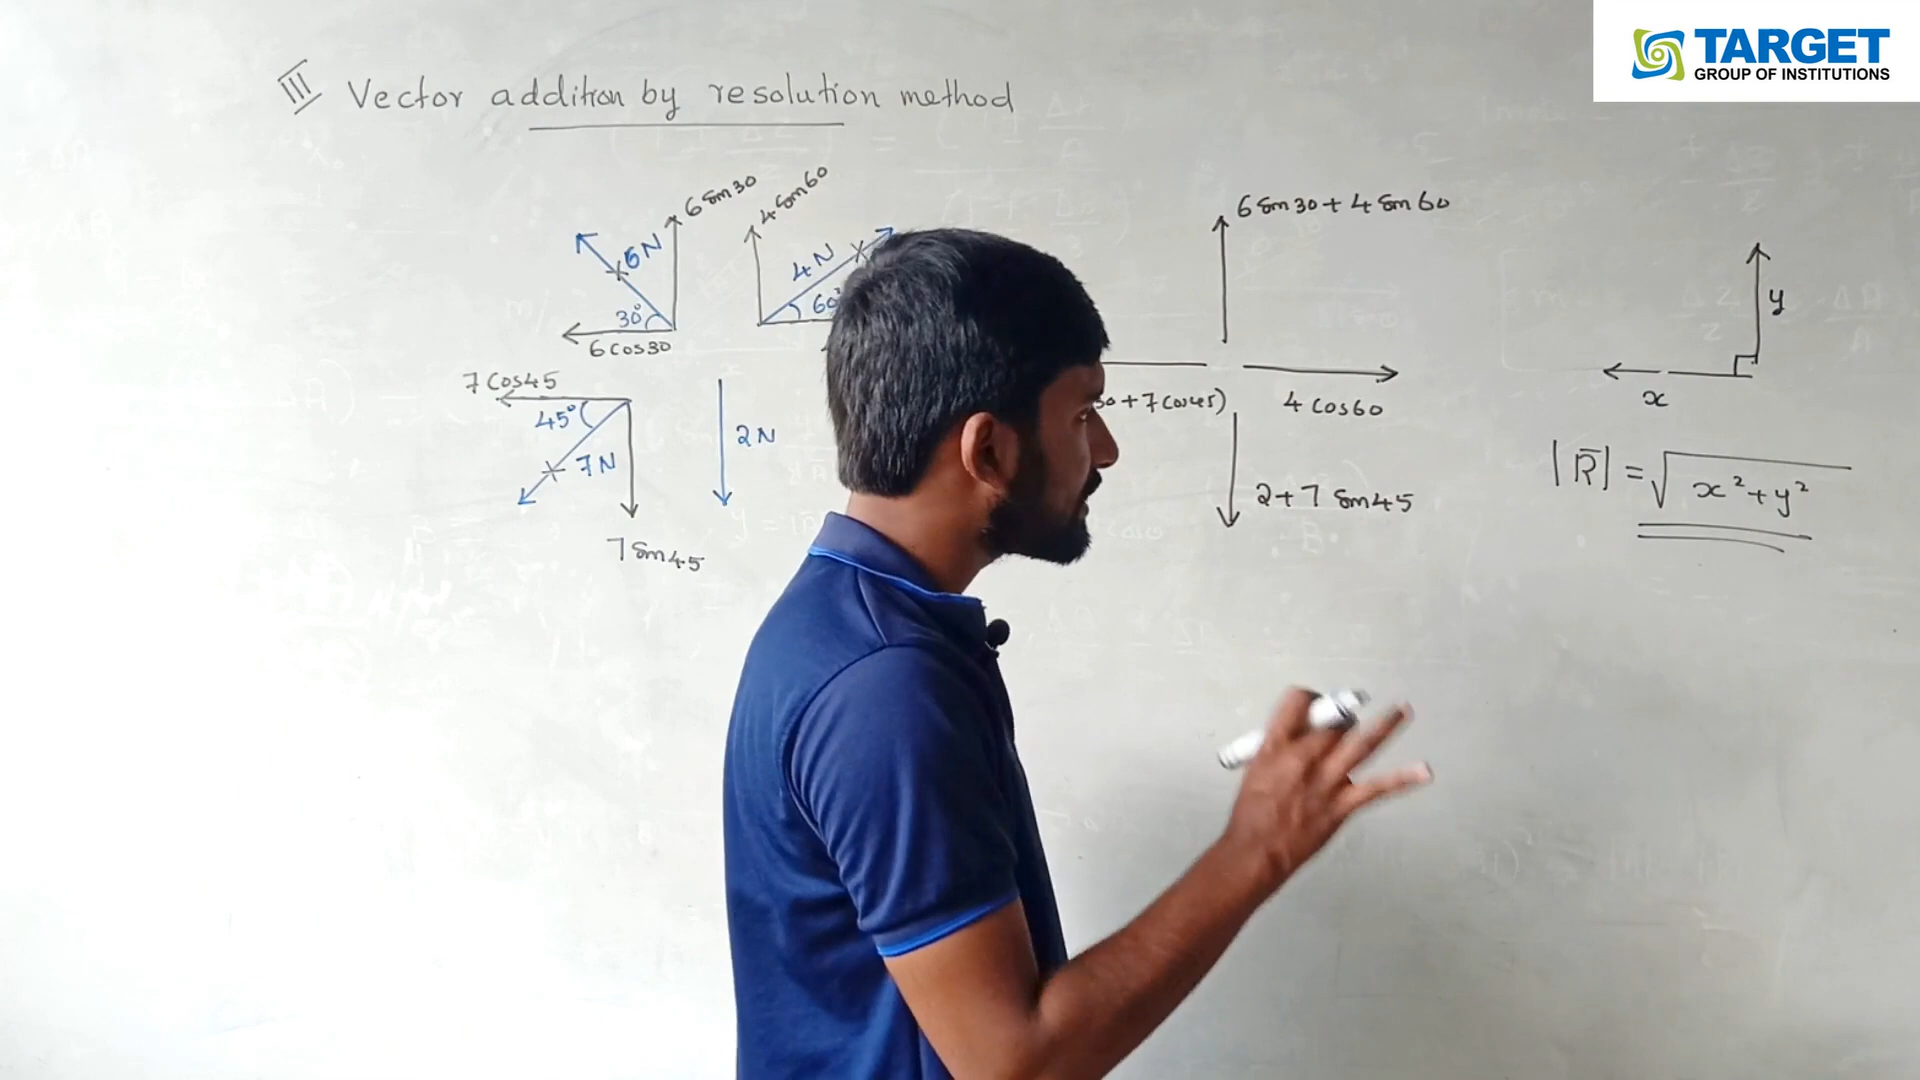 TARGET
GROUP OF INSTITUTIONS
III Vector addition by resolution method
6 Sin 30
4 Sin 60
6N
30°
6 Cos 30
4N
60°
7 Cos 45
45°
7N
7 Sin 45
2N
6 Sin 30 + 4 Sin 60
+ 7 Cos 45)
4 Cos 60
2 + 7 Sin 45
y
x
|R̄| = √x² + y²